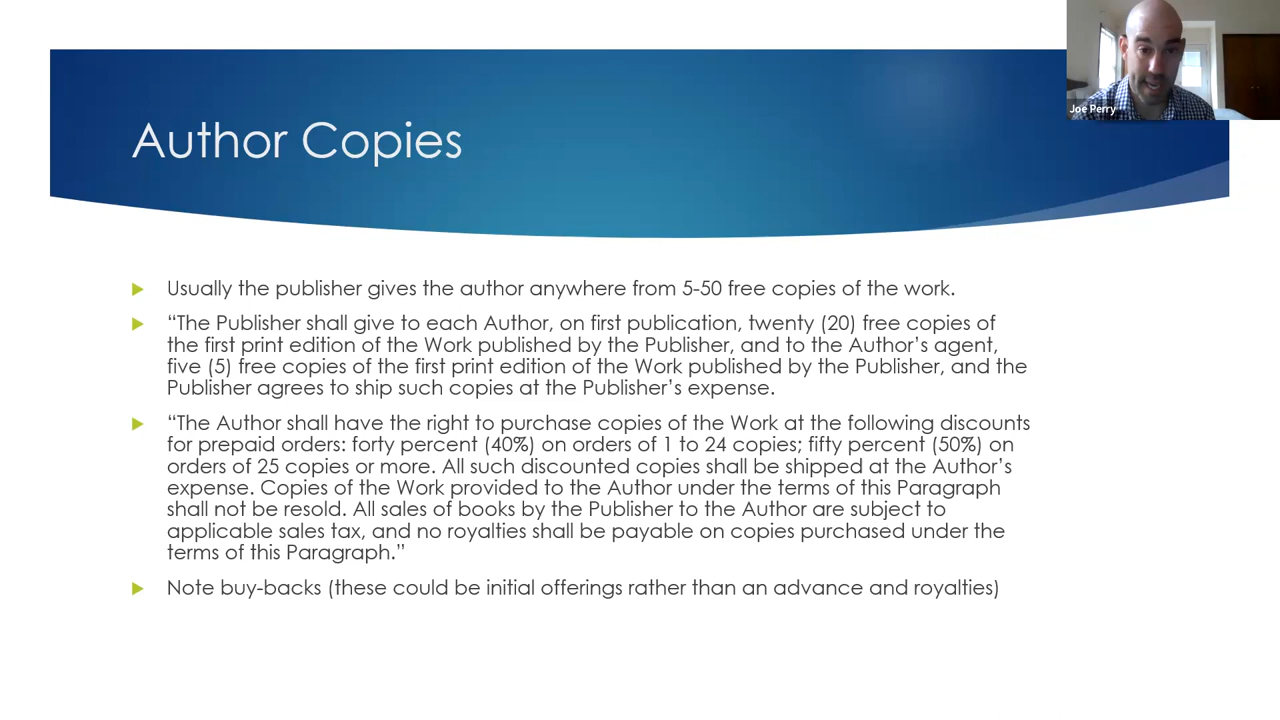 Joe Perry
Author Copies
Usually the publisher gives the author anywhere from 5-50 free copies of the work.
“The Publisher shall give to each Author, on first publication, twenty (20) free copies of
the first print edition of the Work published by the Publisher, and to the Author’s agent,
five (5) free copies of the first print edition of the Work published by the Publisher, and the
Publisher agrees to ship such copies at the Publisher’s expense.
“The Author shall have the right to purchase copies of the Work at the following discounts
for prepaid orders: forty percent (40%) on orders of 1 to 24 copies; fifty percent (50%) on
orders of 25 copies or more. All such discounted copies shall be shipped at the Author’s
expense. Copies of the Work provided to the Author under the terms of this Paragraph
shall not be resold. All sales of books by the Publisher to the Author are subject to
applicable sales tax, and no royalties shall be payable on copies purchased under the
terms of this Paragraph.”
Note buy-backs (these could be initial offerings rather than an advance and royalties)